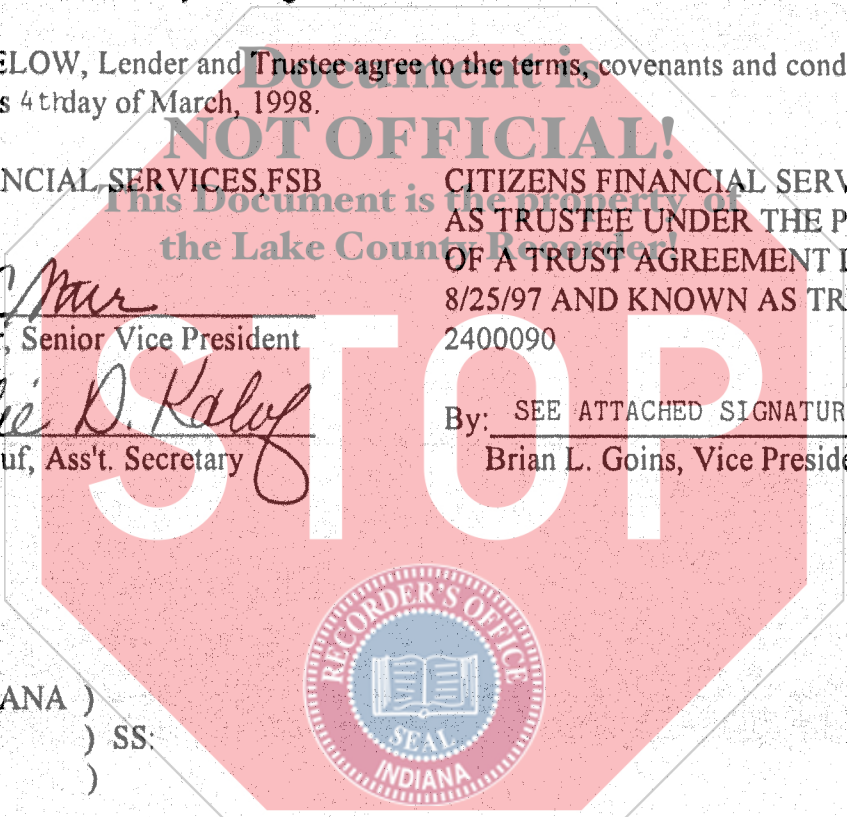 ELOW, Lender and Trustee agree to the terms, covenants and cond
s 4thday of March, 1998.
Document is
NOT OFFICIAL!
This Document is the property of
the Lake County Recorder!
NCIAL SERVICES,FSB
, Senior Vice President
ie D. Kaluf
uf, Ass't. Secretary
CITIZENS FINANCIAL SERV
AS TRUSTEE UNDER THE P
OF A TRUST AGREEMENT
8/25/97 AND KNOWN AS TR
2400090
By: SEE ATTACHED SIGNATUR
Brian L. Goins, Vice Preside
STOP
RECORDER'S OFFICE
SEAL
INDIANA
ANA )
) SS:
)